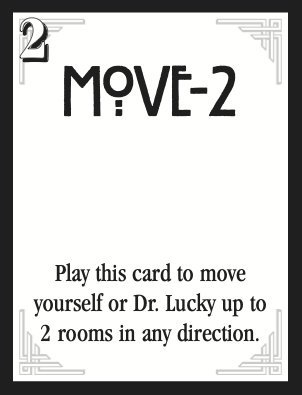 2
MOVE-2
Play this card to move
yourself or Dr. Lucky up to
2 rooms in any direction.